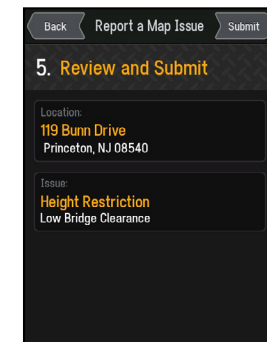 Back Report a Map Issue Submit
5. Review and Submit
Location:
119 Bunn Drive
Princeton, NJ 08540
Issue:
Height Restriction
Low Bridge Clearance